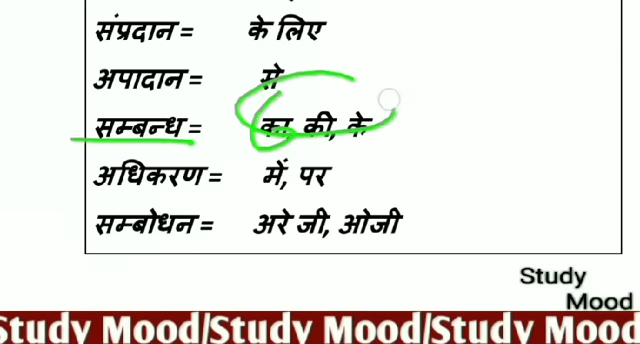 संप्रदान = के लिए
अपादान = से
सम्बन्ध = का की, के
अधिकरण = में, पर
सम्बोधन = अरे जी, ओजी
Study
Mood
Study Mood/Study Mood/Study Mood